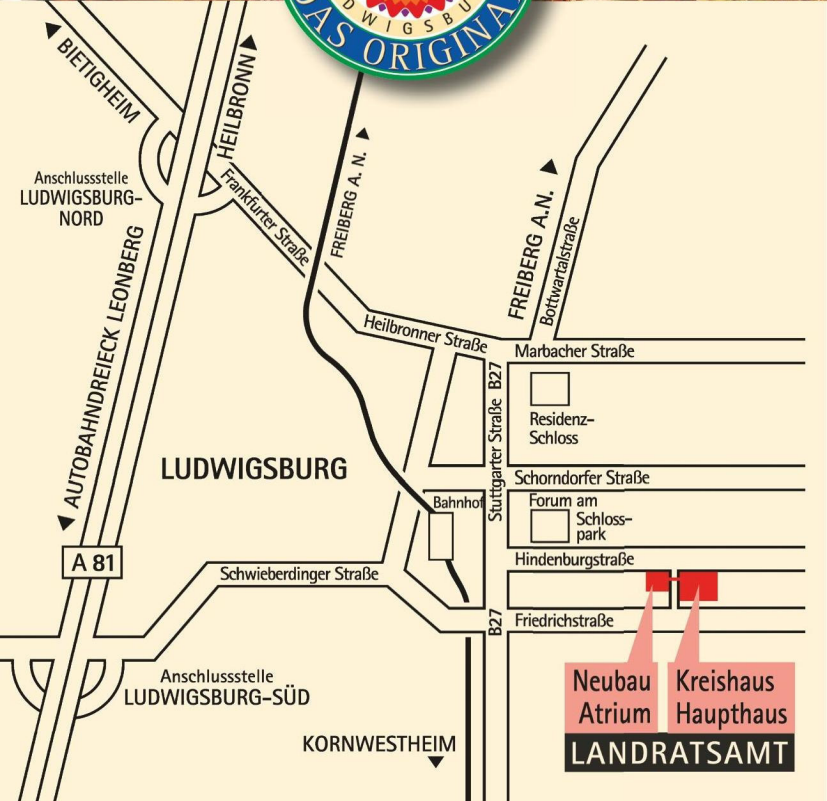 DWIGSBU
DAS ORIGINA
BIETIGHEIM
HEILBRONN
Anschlussstelle
LUDWIGSBURG-
NORD
Frankfurter Straße
FREIBERG A. N.
FREIBERG A.N.
Bottwartalstraße
AUTOBAHNDREIECK LEONBERG
Heilbronner Straße
Marbacher Straße
Stuttgarter Straße B27
Residenz-
Schloss
LUDWIGSBURG
Schorndorfer Straße
Bahnhof
Forum am
Schloss-
park
A 81
Hindenburgstraße
Schwieberdinger Straße
B27
Friedrichstraße
Anschlussstelle
LUDWIGSBURG-SÜD
Neubau
Atrium
Kreishaus
Haupthaus
KORNWESTHEIM
LANDRATSAMT